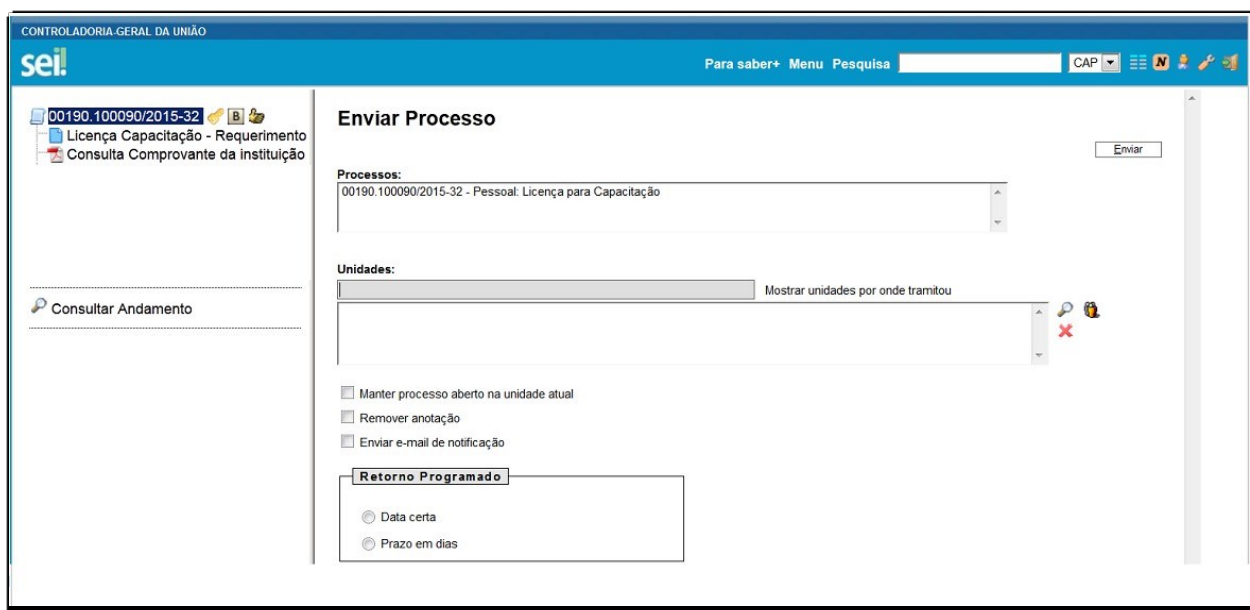 CONTROLADORIA-GERAL DA UNIÃO
sei!
Para saber+ Menu Pesquisa
CAP
N
00190.100090/2015-32
B
Licença Capacitação - Requerimento
Consulta Comprovante da instituição
Consultar Andamento
Enviar Processo
Enviar
Processos:
00190.100090/2015-32 - Pessoal: Licença para Capacitação
Unidades:
Mostrar unidades por onde tramitou
Manter processo aberto na unidade atual
Remover anotação
Enviar e-mail de notificação
Retorno Programado
Data certa
Prazo em dias